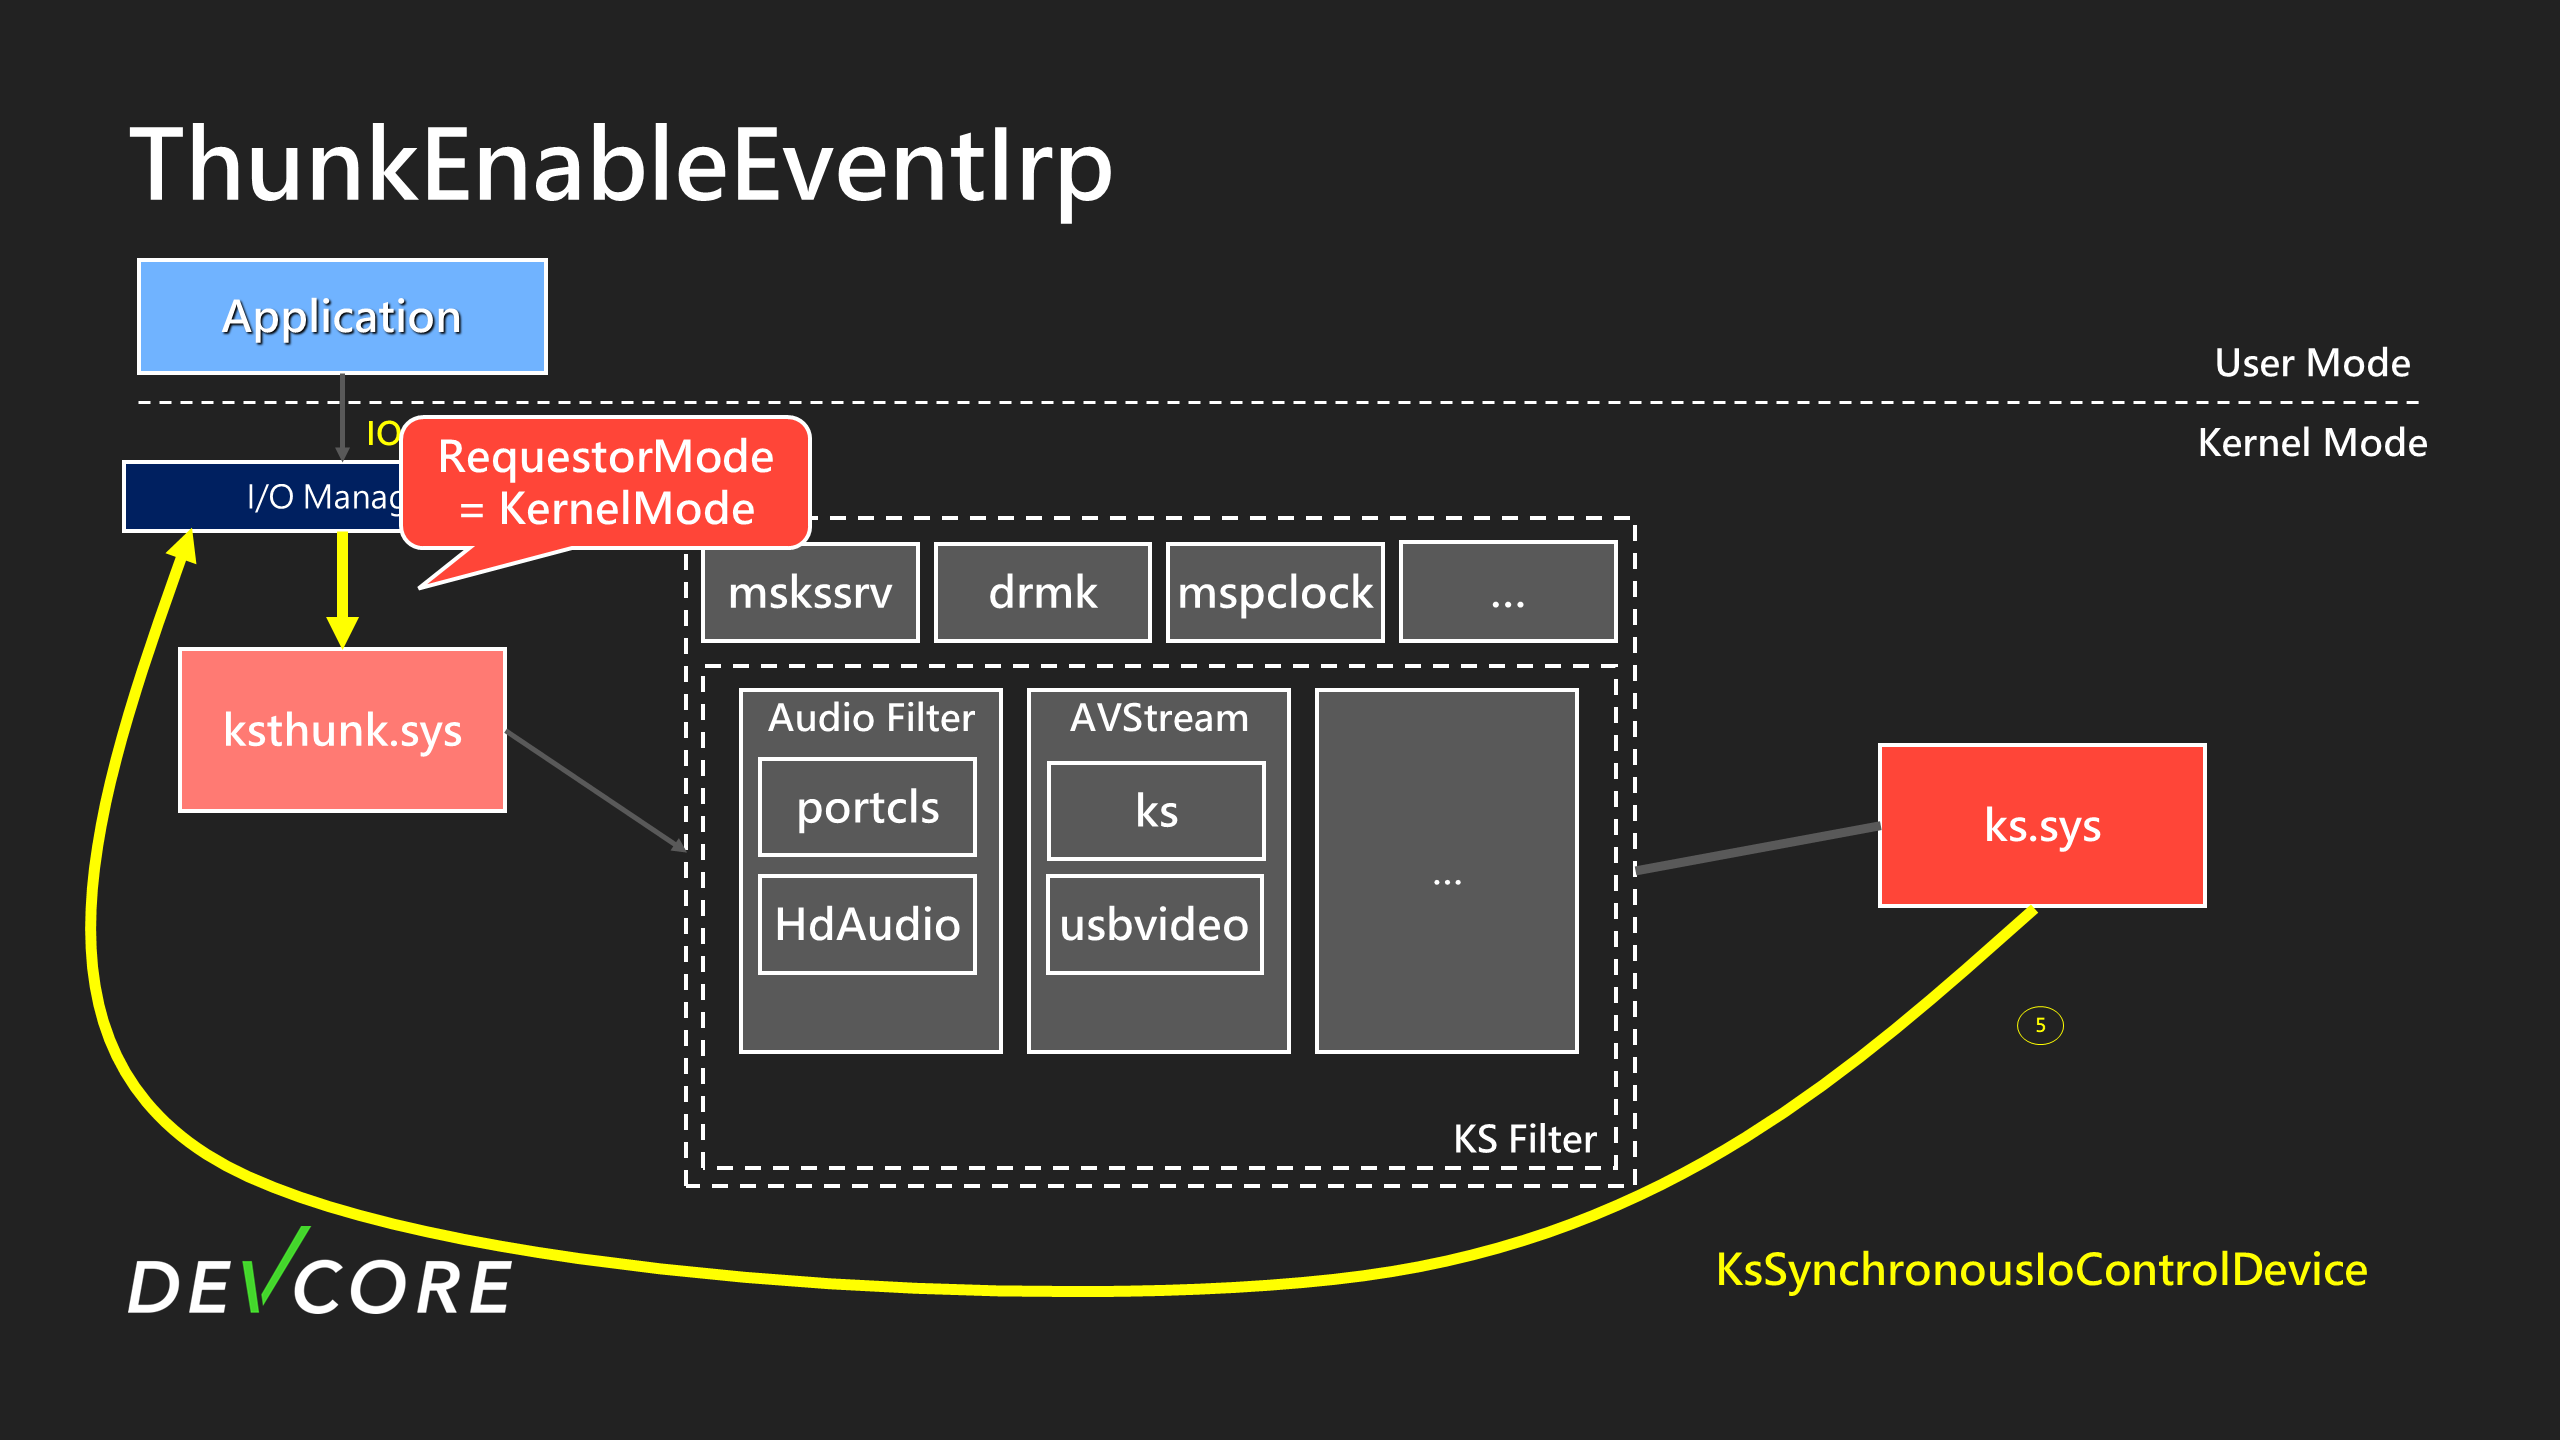 ThunkEnableEventIrp
Application
User Mode
IO
Kernel Mode
RequestorMode
= KernelMode
I/O Manag
mskssrv
drmk
mspclock
...
ksthunk.sys
Audio Filter
AVStream
portcls
ks
...
ks.sys
HdAudio
usbvideo
5
KS Filter
DEVCORE
KsSynchronousIoControlDevice